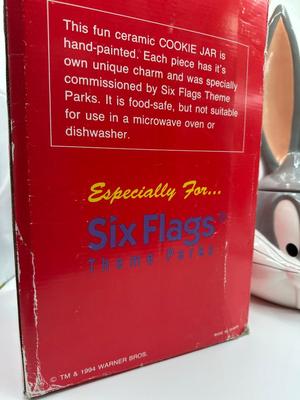 This fun ceramic COOKIE JAR is
hand-painted. Each piece has it's
own unique charm and was specially
commissioned by Six Flags Theme
Parks. It is food-safe, but not suitable
for use in a microwave oven or
dishwasher.
Especially For...
Six Flags™
Theme Parks
© TM & 1994 WARNER BROS.